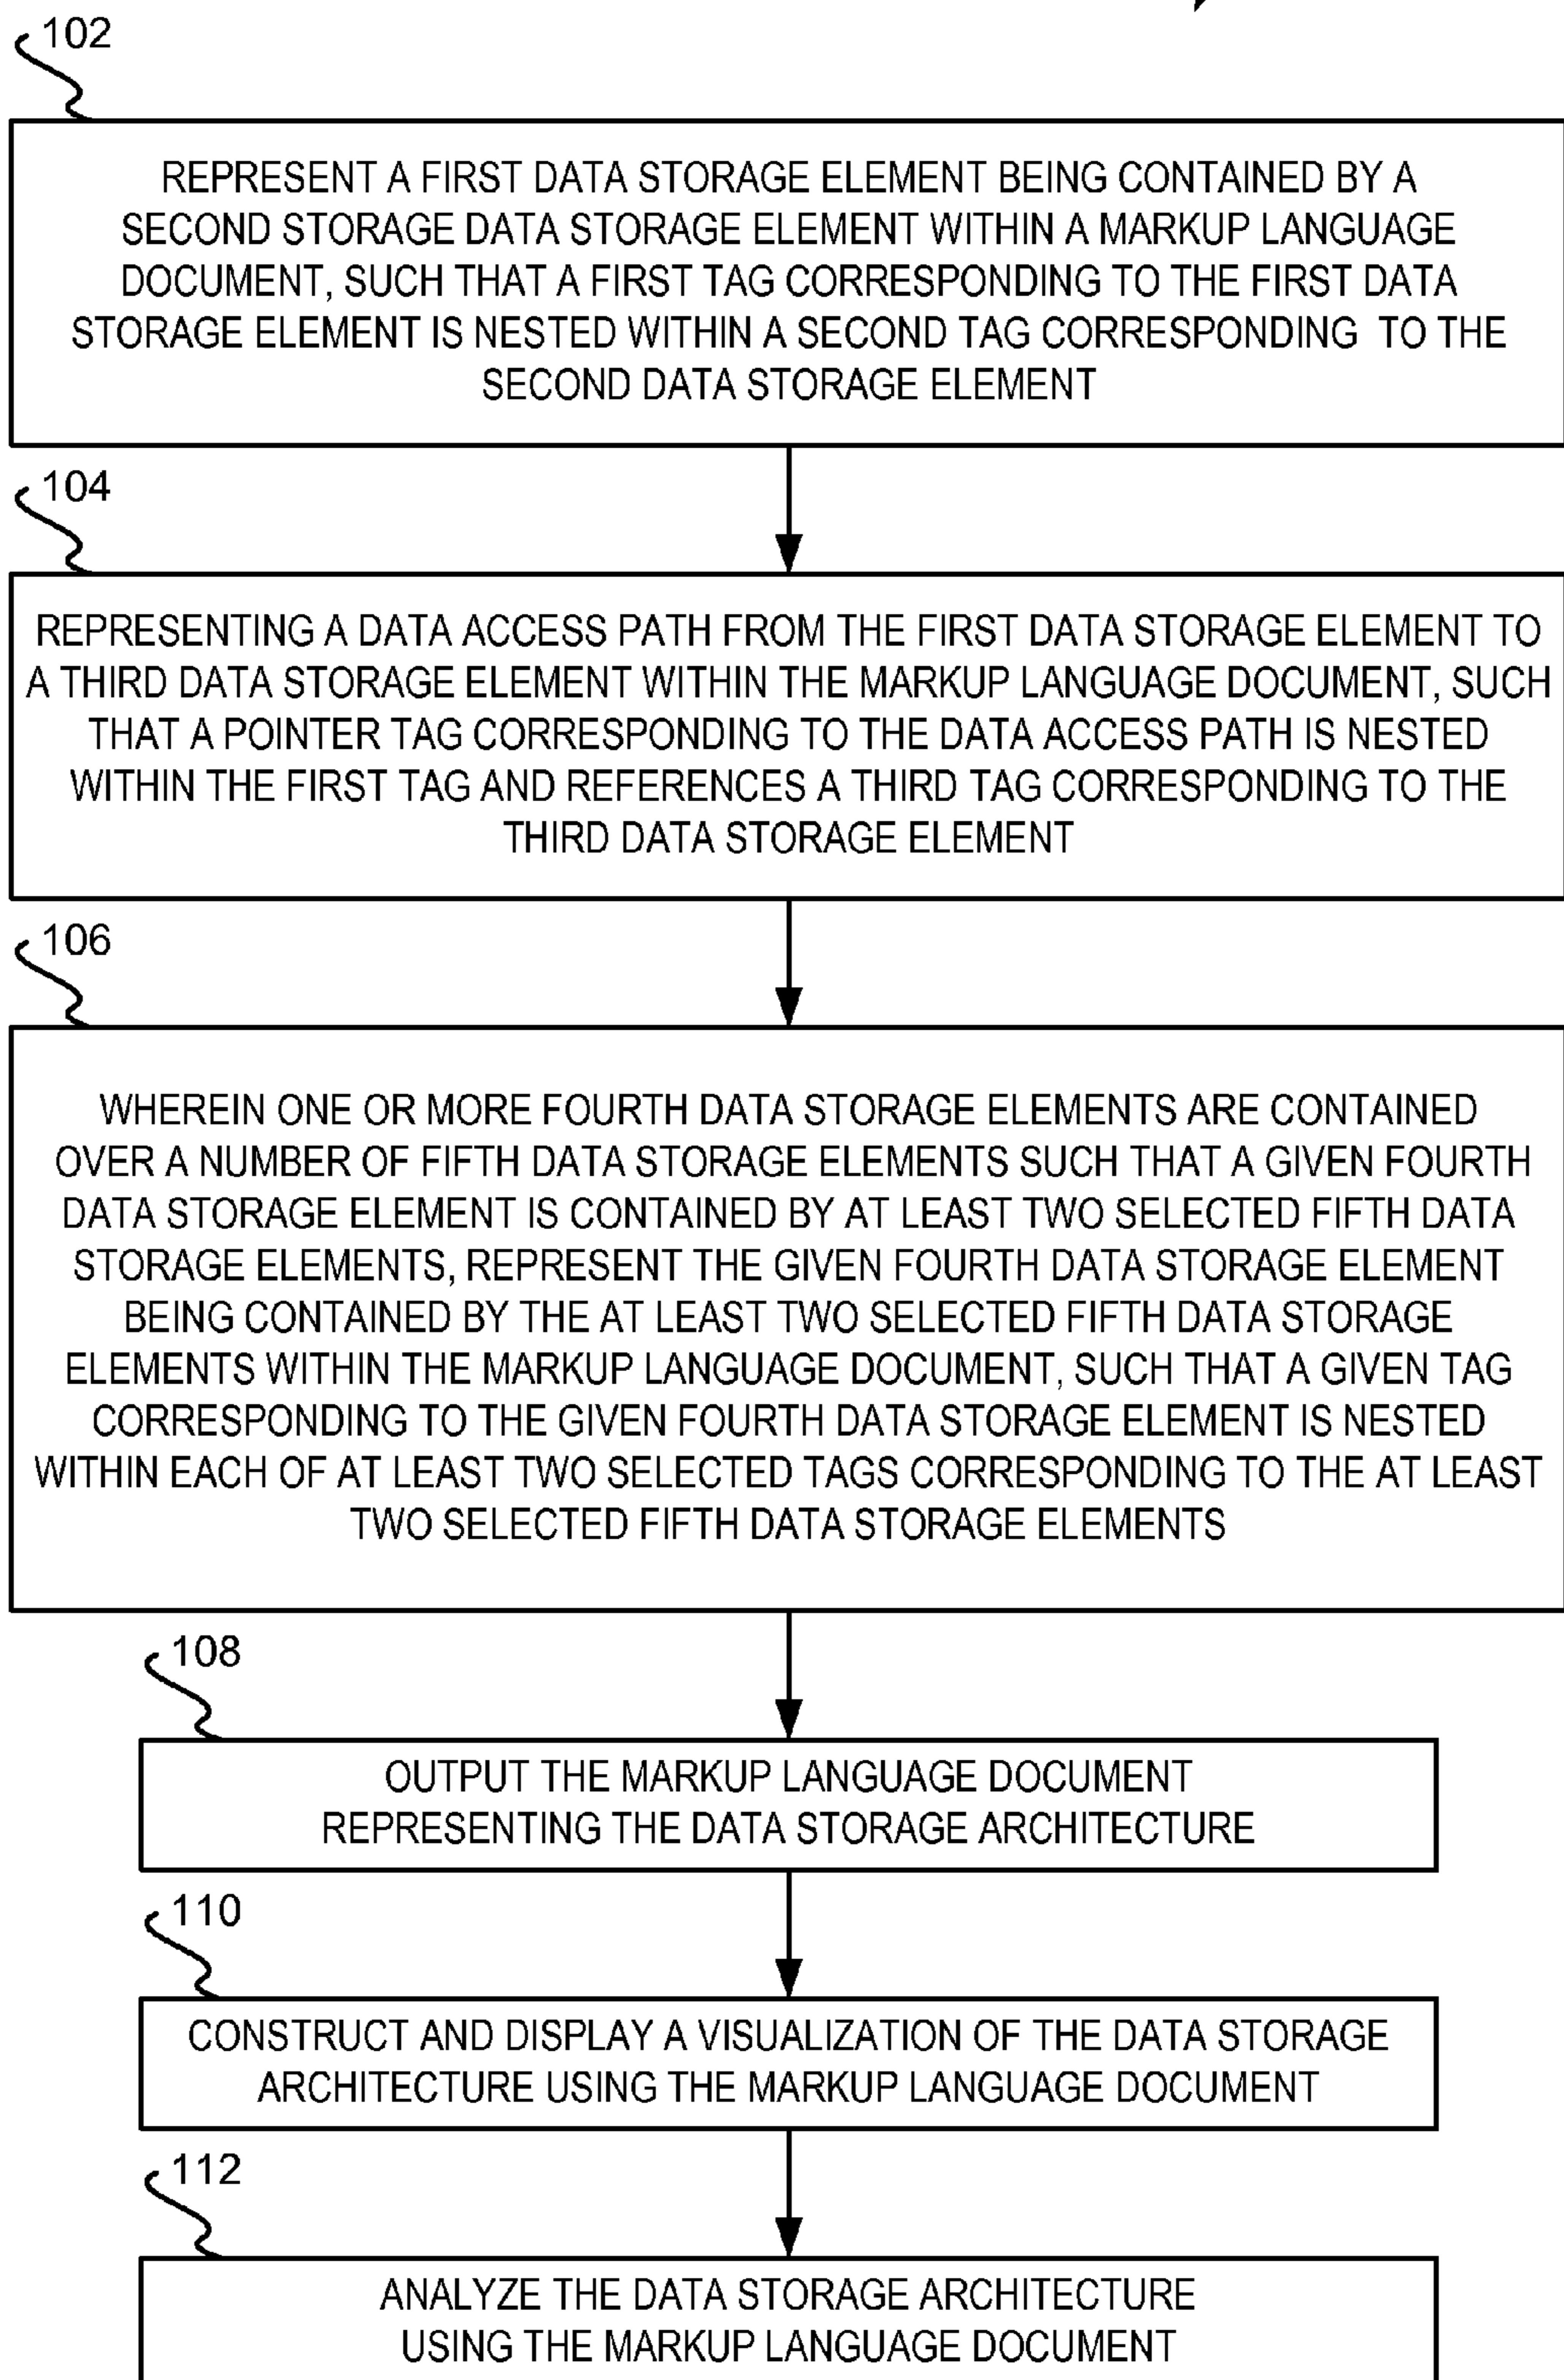 102
REPRESENT A FIRST DATA STORAGE ELEMENT BEING CONTAINED BY A
SECOND STORAGE DATA STORAGE ELEMENT WITHIN A MARKUP LANGUAGE
DOCUMENT, SUCH THAT A FIRST TAG CORRESPONDING TO THE FIRST DATA
STORAGE ELEMENT IS NESTED WITHIN A SECOND TAG CORRESPONDING TO THE
SECOND DATA STORAGE ELEMENT
104
REPRESENTING A DATA ACCESS PATH FROM THE FIRST DATA STORAGE ELEMENT TO
A THIRD DATA STORAGE ELEMENT WITHIN THE MARKUP LANGUAGE DOCUMENT, SUCH
THAT A POINTER TAG CORRESPONDING TO THE DATA ACCESS PATH IS NESTED
WITHIN THE FIRST TAG AND REFERENCES A THIRD TAG CORRESPONDING TO THE
THIRD DATA STORAGE ELEMENT
106
WHEREIN ONE OR MORE FOURTH DATA STORAGE ELEMENTS ARE CONTAINED
OVER A NUMBER OF FIFTH DATA STORAGE ELEMENTS SUCH THAT A GIVEN FOURTH
DATA STORAGE ELEMENT IS CONTAINED BY AT LEAST TWO SELECTED FIFTH DATA
STORAGE ELEMENTS, REPRESENT THE GIVEN FOURTH DATA STORAGE ELEMENT
BEING CONTAINED BY THE AT LEAST TWO SELECTED FIFTH DATA STORAGE
ELEMENTS WITHIN THE MARKUP LANGUAGE DOCUMENT, SUCH THAT A GIVEN TAG
CORRESPONDING TO THE GIVEN FOURTH DATA STORAGE ELEMENT IS NESTED
WITHIN EACH OF AT LEAST TWO SELECTED TAGS CORRESPONDING TO THE AT LEAST
TWO SELECTED FIFTH DATA STORAGE ELEMENTS
108
OUTPUT THE MARKUP LANGUAGE DOCUMENT
REPRESENTING THE DATA STORAGE ARCHITECTURE
110
CONSTRUCT AND DISPLAY A VISUALIZATION OF THE DATA STORAGE
ARCHITECTURE USING THE MARKUP LANGUAGE DOCUMENT
112
ANALYZE THE DATA STORAGE ARCHITECTURE
USING THE MARKUP LANGUAGE DOCUMENT